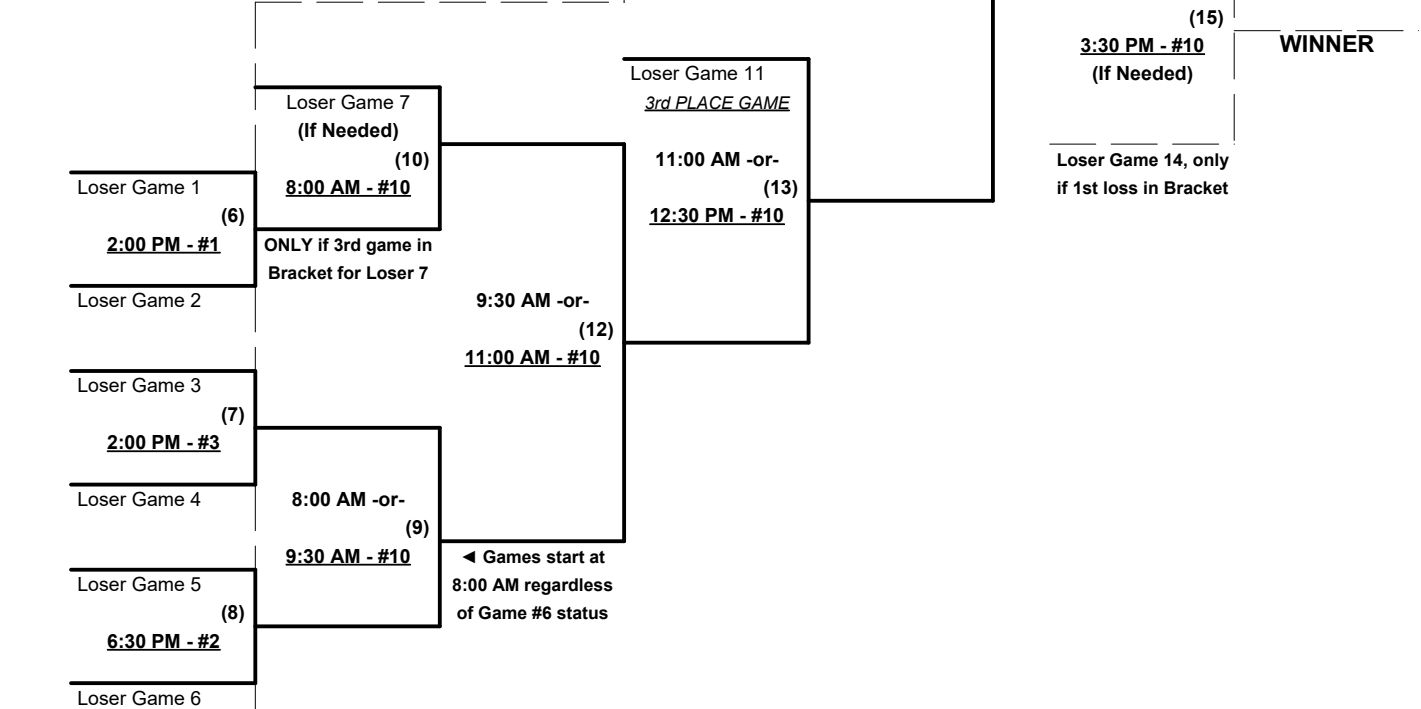 (15)
3:30 PM - #10
WINNER
(If Needed)
Loser Game 11
3rd PLACE GAME
Loser Game 7
(If Needed)
(10)
8:00 AM - #10
11:00 AM -or-
(13)
12:30 PM - #10
Loser Game 14, only
if 1st loss in Bracket
Loser Game 1
(6)
2:00 PM - #1
Loser Game 2
ONLY if 3rd game in
Bracket for Loser 7
9:30 AM -or-
(12)
11:00 AM - #10
Loser Game 3
(7)
2:00 PM - #3
Loser Game 4
8:00 AM -or-
(9)
9:30 AM - #10
◄ Games start at
8:00 AM regardless
of Game #6 status
Loser Game 5
(8)
6:30 PM - #2
Loser Game 6